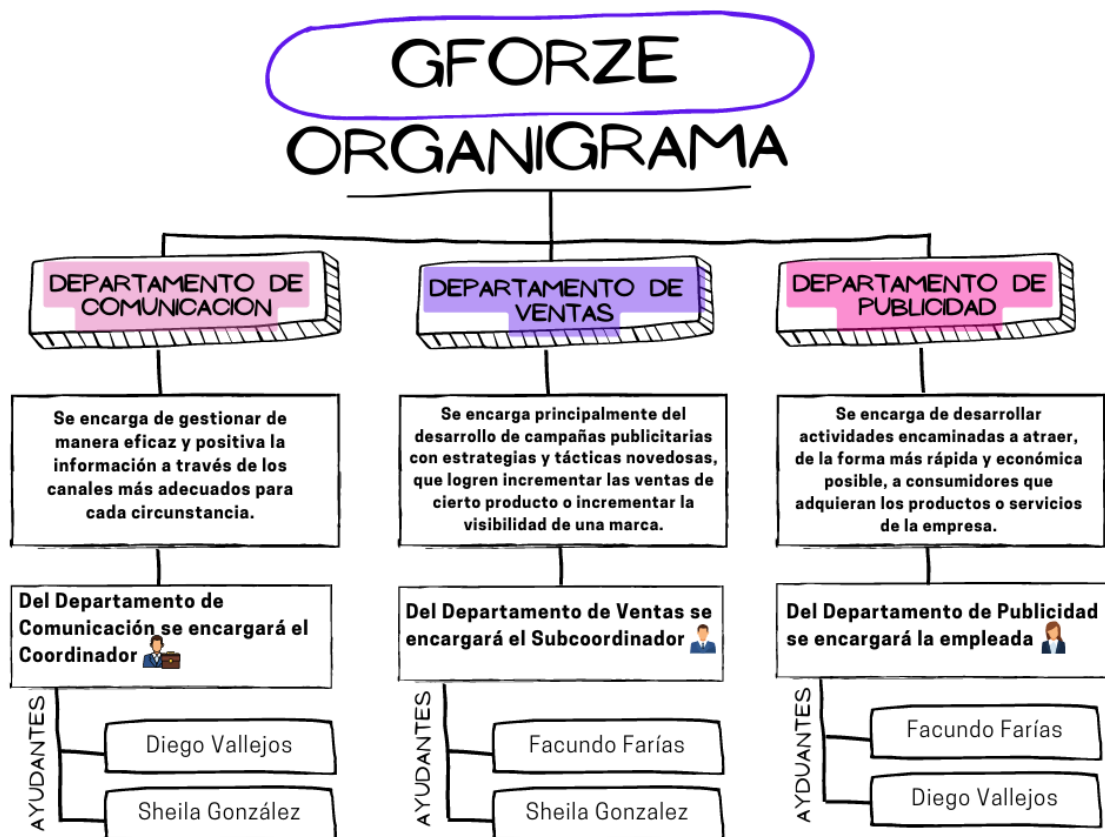 GFORZE
ORGANIGRAMA
DEPARTAMENTO DE
COMUNICACION
Se encarga de gestionar de
manera eficaz y positiva la
información a través de los
canales más adecuados para
cada circunstancia.
Del Departamento de
Comunicación se encargará el
Coordinador
AYUDANTES
Diego Vallejos
Sheila González
DEPARTAMENTO DE
VENTAS
Se encarga principalmente del
desarrollo de campañas publicitarias
con estrategias y tácticas novedosas,
que logren incrementar las ventas de
cierto producto o incrementar la
visibilidad de una marca.
Del Departamento de Ventas se
encargará el Subcoordinador
AYUDANTES
Facundo Farías
Sheila Gonzalez
DEPARTAMENTO DE
PUBLICIDAD
Se encarga de desarrollar
actividades encaminadas a atraer,
de la forma más rápida y económica
posible, a consumidores que
adquieran los productos o servicios
de la empresa.
Del Departamento de Publicidad
se encargará la empleada
AYDUANTES
Facundo Farías
Diego Vallejos